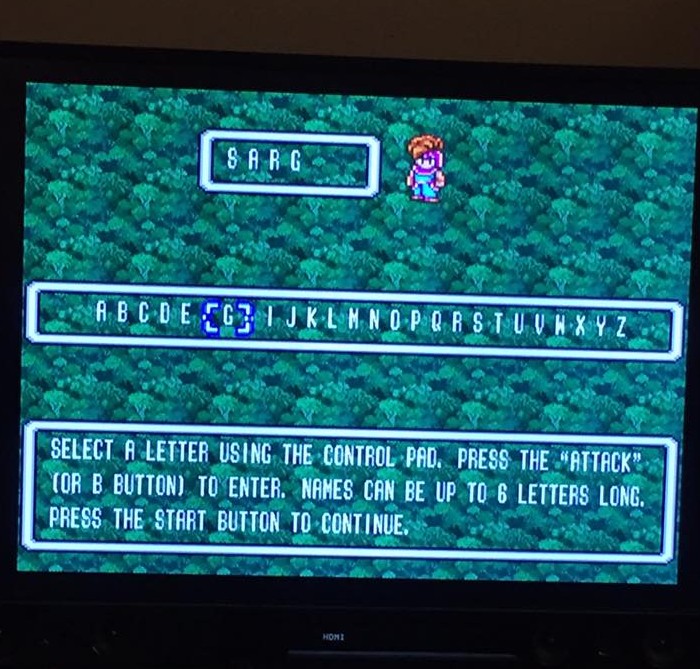 SARG
A B C D E G I J K L M N O P Q R S T U V W X Y Z
SELECT A LETTER USING THE CONTROL PAD. PRESS THE “ATTACK”
(OR B BUTTON) TO ENTER. NAMES CAN BE UP TO 6 LETTERS LONG.
PRESS THE START BUTTON TO CONTINUE.
HDMI